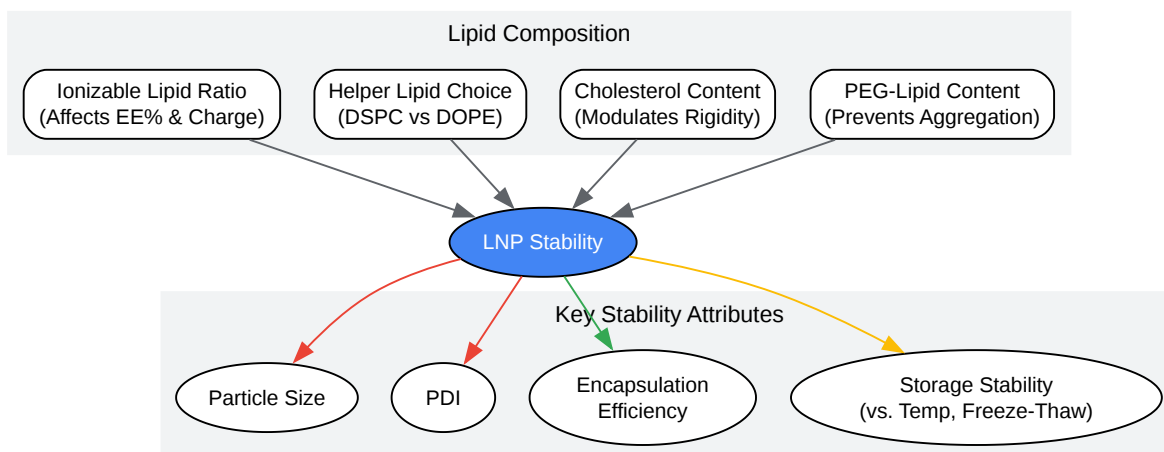 Lipid Composition
Ionizable Lipid Ratio
(Affects EE% & Charge)
Helper Lipid Choice
(DSPC vs DOPE)
Cholesterol Content
(Modulates Rigidity)
PEG-Lipid Content
(Prevents Aggregation)
LNP Stability
Key Stability Attributes
Particle Size
PDI
Encapsulation
Efficiency
Storage Stability
(vs. Temp, Freeze-Thaw)